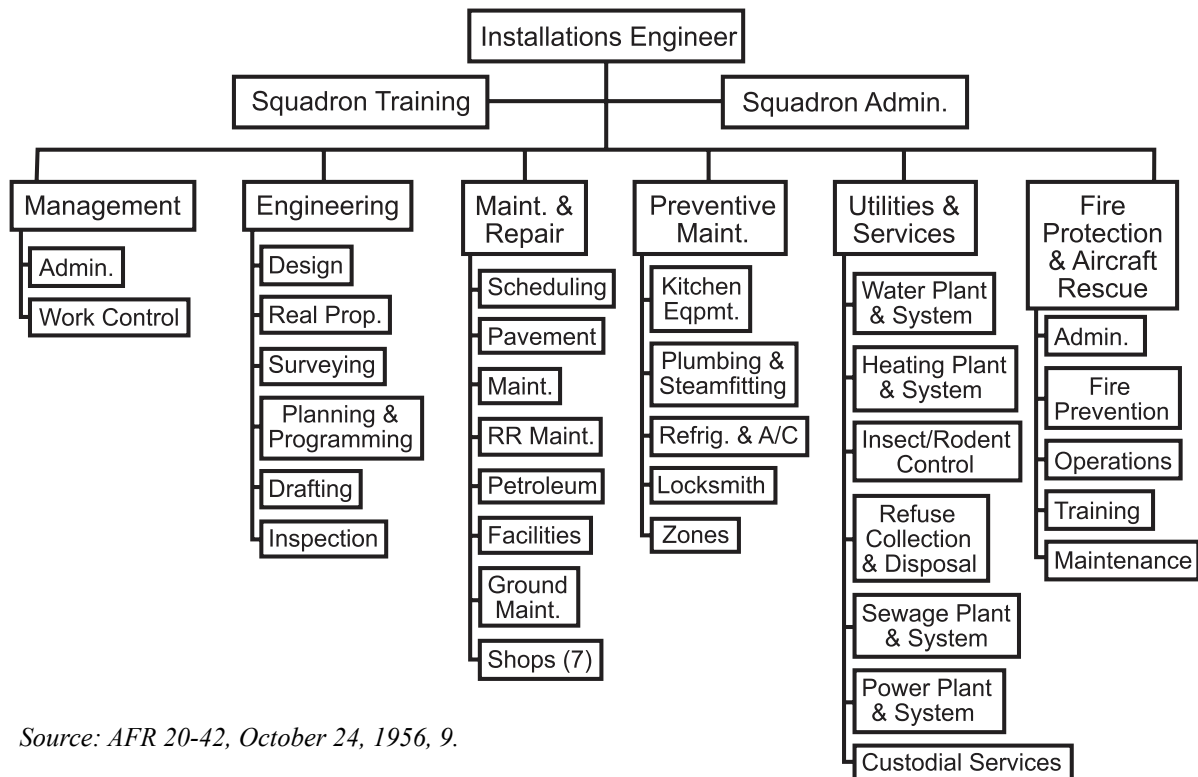 Installations Engineer
Squadron Training
Squadron Admin.
Management
Admin.
Work Control
Engineering
Design
Real Prop.
Surveying
Planning &
Programming
Drafting
Inspection
Maint. &
Repair
Scheduling
Pavement
Maint.
RR Maint.
Petroleum
Facilities
Ground
Maint.
Shops (7)
Preventive
Maint.
Kitchen
Eqpmt.
Plumbing &
Steamfitting
Refrig. & A/C
Locksmith
Zones
Utilities &
Services
Water Plant
& System
Heating Plant
& System
Insect/Rodent
Control
Refuse
Collection
& Disposal
Sewage Plant
& System
Power Plant
& System
Custodial Services
Fire
Protection
& Aircraft
Rescue
Admin.
Fire
Prevention
Operations
Training
Maintenance
Source: AFR 20-42, October 24, 1956, 9.